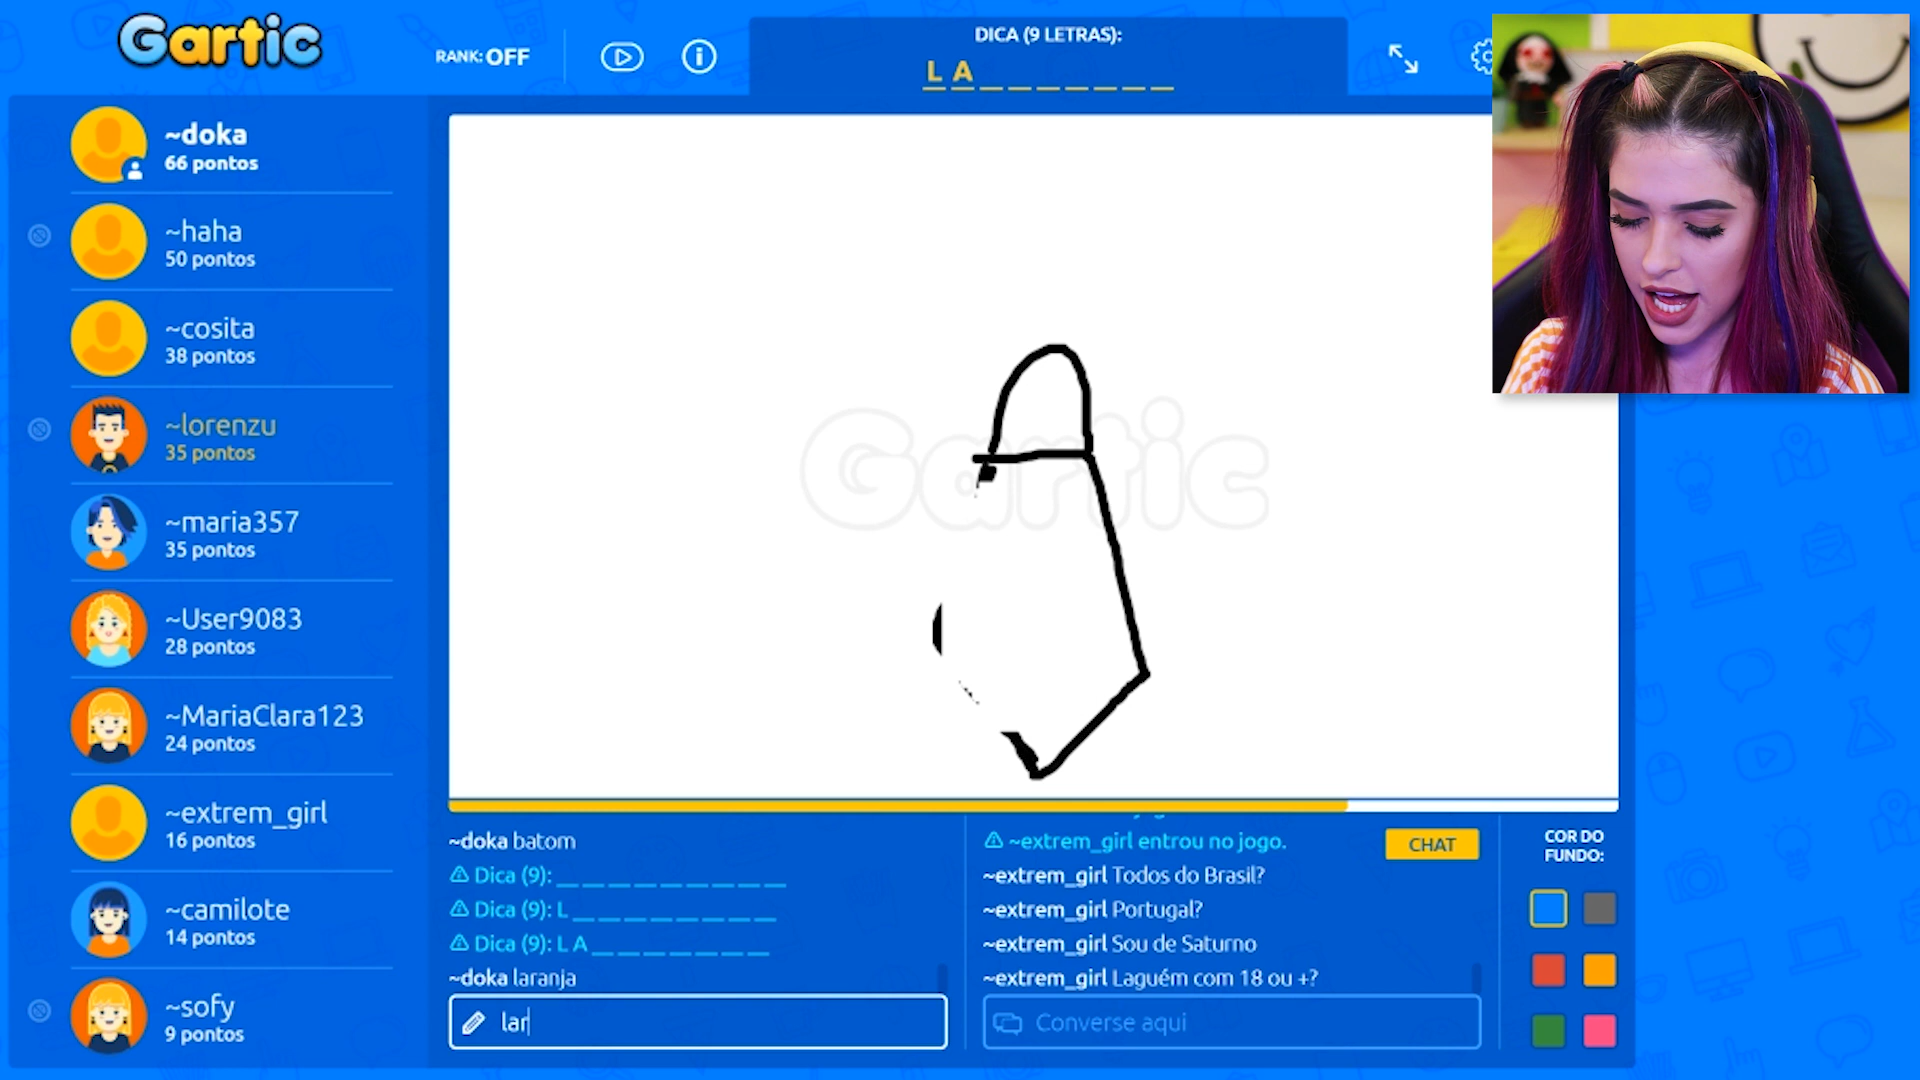 Gartic
RANK: OFF
DICA (9 LETRAS):
L A _ _ _ _ _ _ _
~doka
66 pontos
~haha
50 pontos
~cosita
38 pontos
~lorenzu
35 pontos
~maria357
35 pontos
~User9083
28 pontos
~MariaClara123
24 pontos
~extrem_girl
16 pontos
~camilote
14 pontos
~sofy
9 pontos
Gartic
~doka batom
Dica (9): _ _ _ _ _ _ _ _ _
Dica (9): L _ _ _ _ _ _ _ _
Dica (9): L A _ _ _ _ _ _ _
~doka laranja
lar
~extrem_girl entrou no jogo.
~extrem_girl Todos do Brasil?
~extrem_girl Portugal?
~extrem_girl Sou de Saturno
~extrem_girl Laguém com 18 ou +?
Converse aqui
CHAT
COR DO
FUNDO: